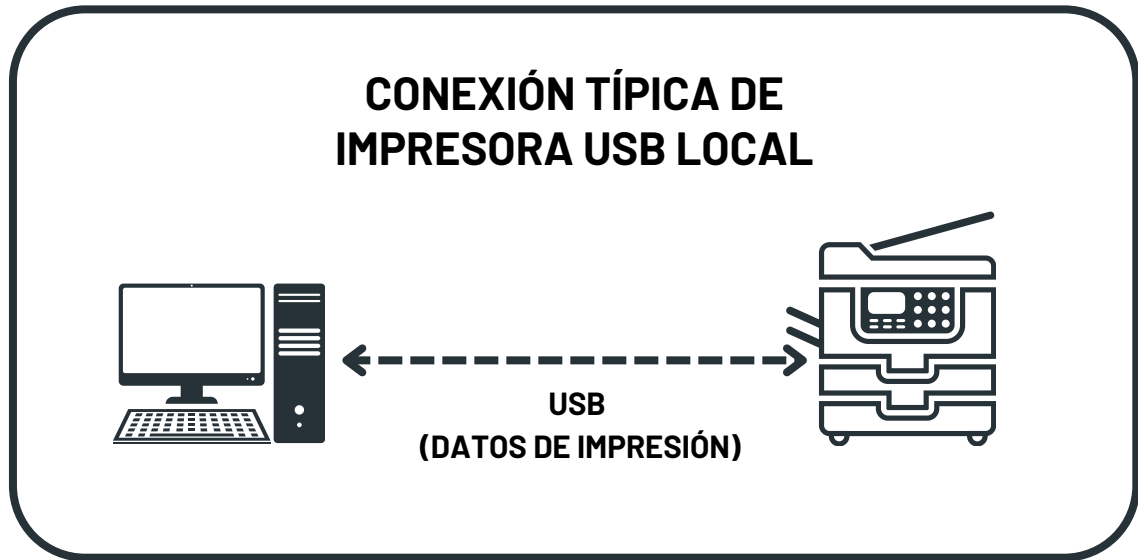 CONEXIÓN TÍPICA DE
IMPRESORA USB LOCAL
USB
(DATOS DE IMPRESIÓN)